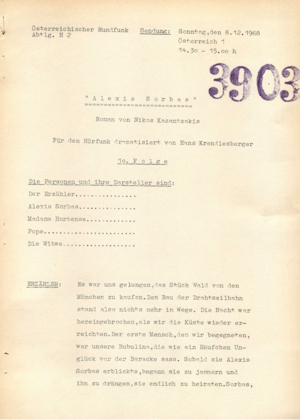 Österreichischer Rundfunk Sendung: Sonntag, den 8.12.1968
Abtlg. H 2 Österreich 1
14.30 - 15.00 h
3903
"Alexis Sorbas"
Roman von Nikos Kazantzakis
Für den Hörfunk dramatisiert von Hans Krendlesberger
Folge
Die Personen und ihre Darsteller sind:
Der Erzähler................
Alexis Sorbas...............
Madame Hortense.............
Pope........................
Die Witwe...................
ERZÄHLER: Es war uns gelungen, das Stück Wald von den
Mönchen zu kaufen. Den Bau der Drahtseilbahn
stand also nichts mehr im Wege. Die Nacht war
hereingebrochen, als wir die Küste wieder er-
reichten. Der erste Mensch, den wir begegneten,
war unsere Bubulina, die wie ein Häufchen Un-
glück vor der Baracke sass. Sobald sie Alexis
Sorbas erblickte, begann sie zu jammern und
ihn zu drängen, sie endlich zu heiraten. Sorbas,